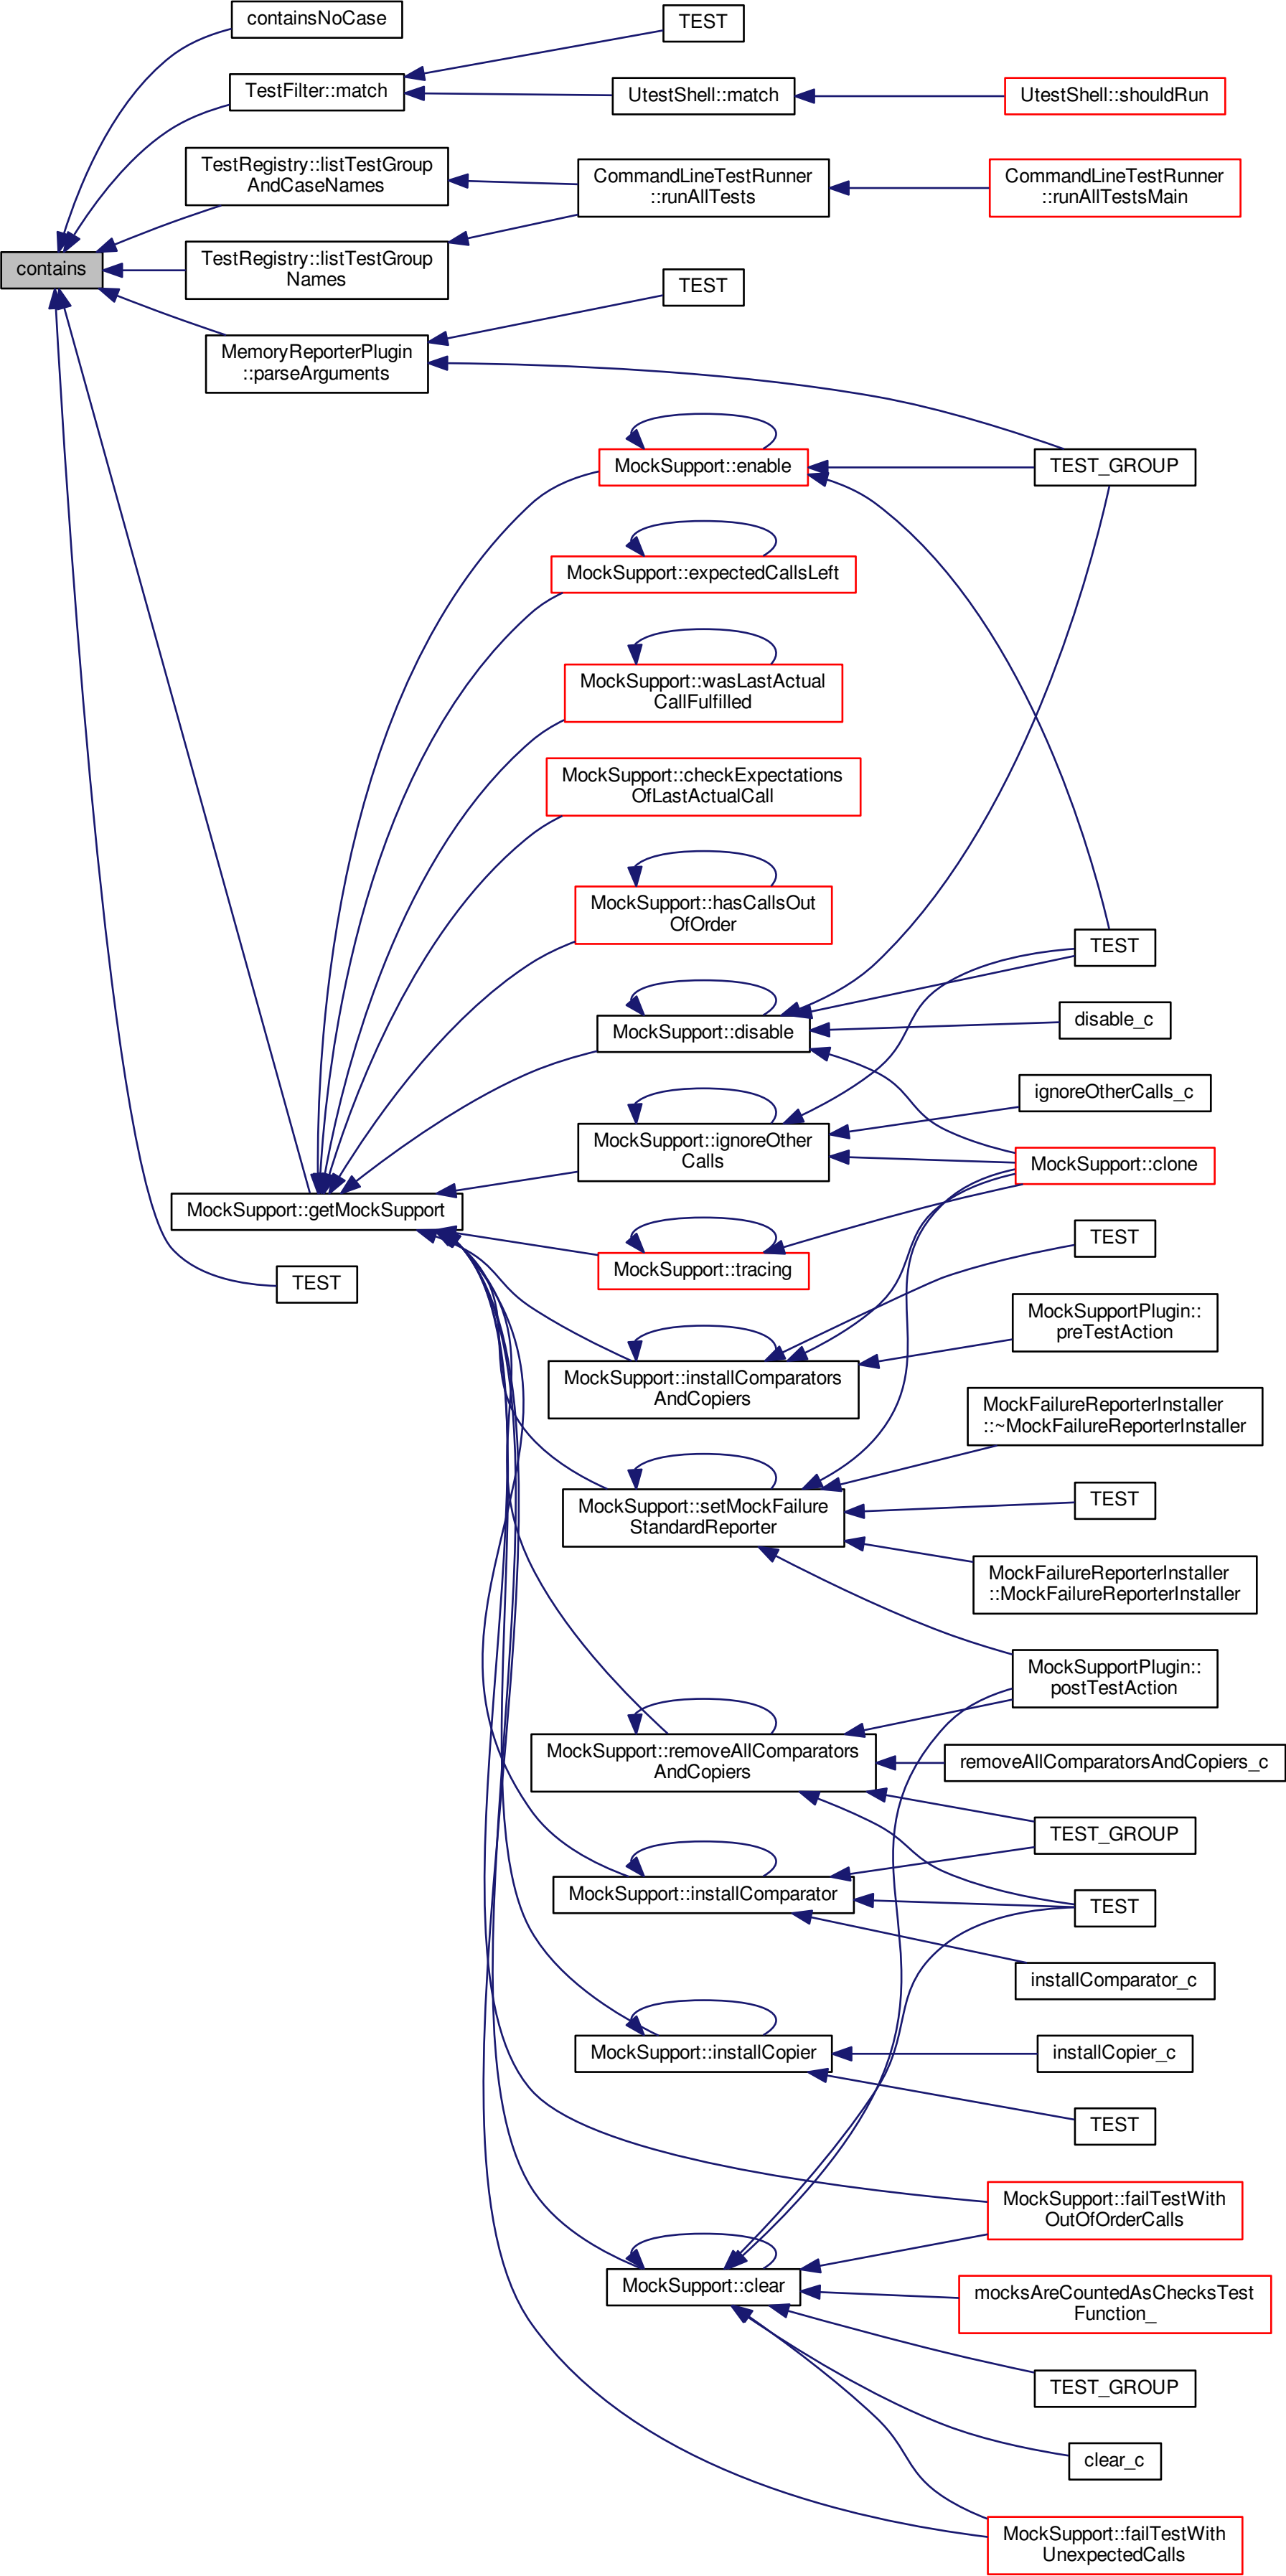 containsNoCase
TEST
TestFilter::match
UtestShell::match
UtestShell::shouldRun
TestRegistry::listTestGroup
AndCaseNames
CommandLineTestRunner
::runAllTests
CommandLineTestRunner
::runAllTestsMain
contains
TestRegistry::listTestGroup
Names
TEST
MemoryReporterPlugin
::parseArguments
MockSupport::enable
TEST_GROUP
MockSupport::expectedCallsLeft
MockSupport::wasLastActual
CallFulfilled
MockSupport::checkExpectations
OfLastActualCall
MockSupport::hasCallsOut
OfOrder
TEST
MockSupport::disable
disable_c
ignoreOtherCalls_c
MockSupport::ignoreOther
Calls
MockSupport::clone
MockSupport::getMockSupport
TEST
MockSupport::tracing
TEST
MockSupportPlugin::
preTestAction
MockSupport::installComparators
AndCopiers
MockFailureReporterInstaller
::~MockFailureReporterInstaller
MockSupport::setMockFailure
StandardReporter
TEST
MockFailureReporterInstaller
::MockFailureReporterInstaller
MockSupportPlugin::
postTestAction
MockSupport::removeAllComparators
AndCopiers
removeAllComparatorsAndCopiers_c
TEST_GROUP
MockSupport::installComparator
TEST
installComparator_c
MockSupport::installCopier
installCopier_c
TEST
MockSupport::failTestWith
OutOfOrderCalls
MockSupport::clear
mocksAreCountedAsChecksTest
Function_
TEST_GROUP
clear_c
MockSupport::failTestWith
UnexpectedCalls